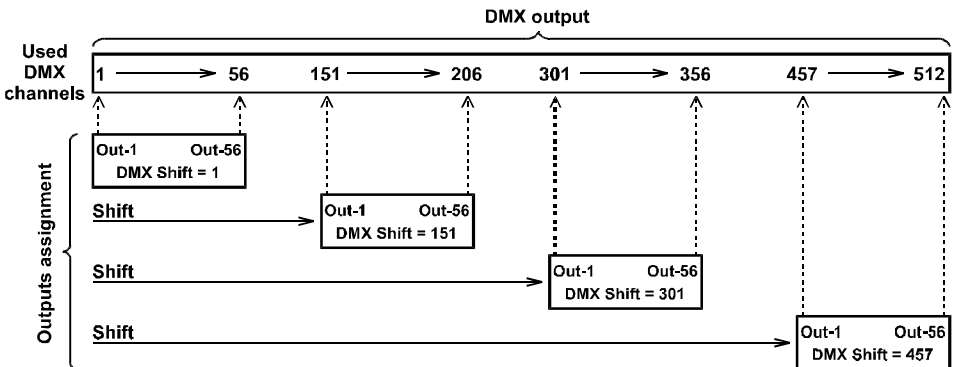 DMX output
Used
DMX
channels
1 56 151 206 301 356 457 512
Out-1 Out-56
DMX Shift = 1
Shift
Out-1 Out-56
DMX Shift = 151
Shift
Out-1 Out-56
DMX Shift = 301
Shift
Out-1 Out-56
DMX Shift = 457
Outputs assignment